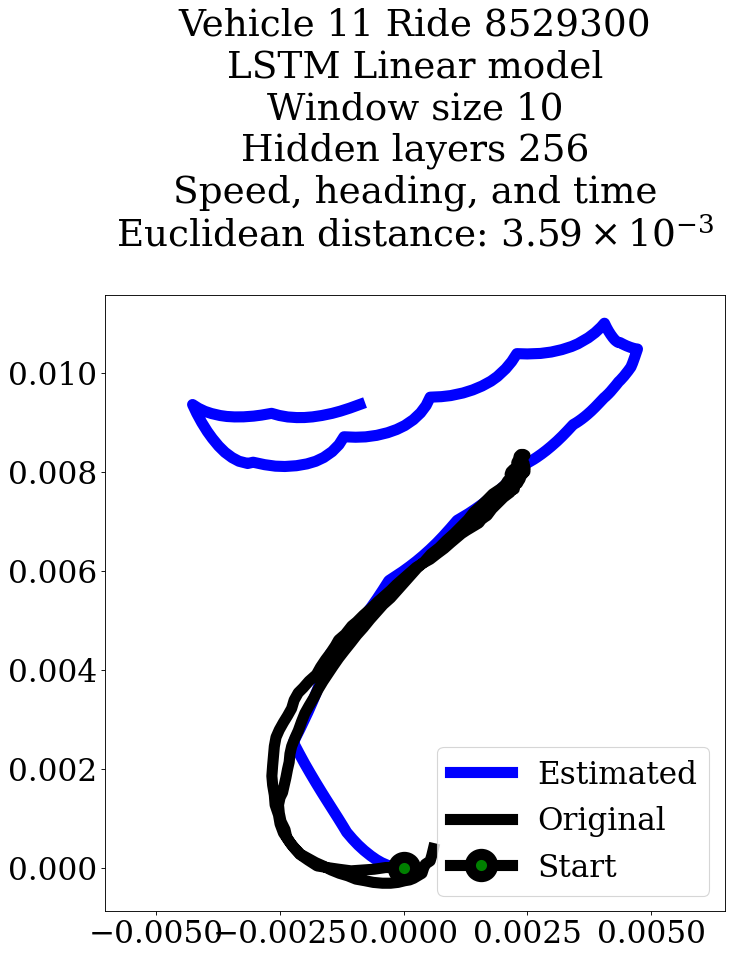 Vehicle 11 Ride 8529300
LSTM Linear model
Window size 10
Hidden layers 256
Speed, heading, and time
Euclidean distance: 3.59 × 10⁻³
0.010
0.008
0.006
0.004
0.002
0.000
Estimated
Original
Start
−0.0050 −0.0025 0.0000 0.0025 0.0050